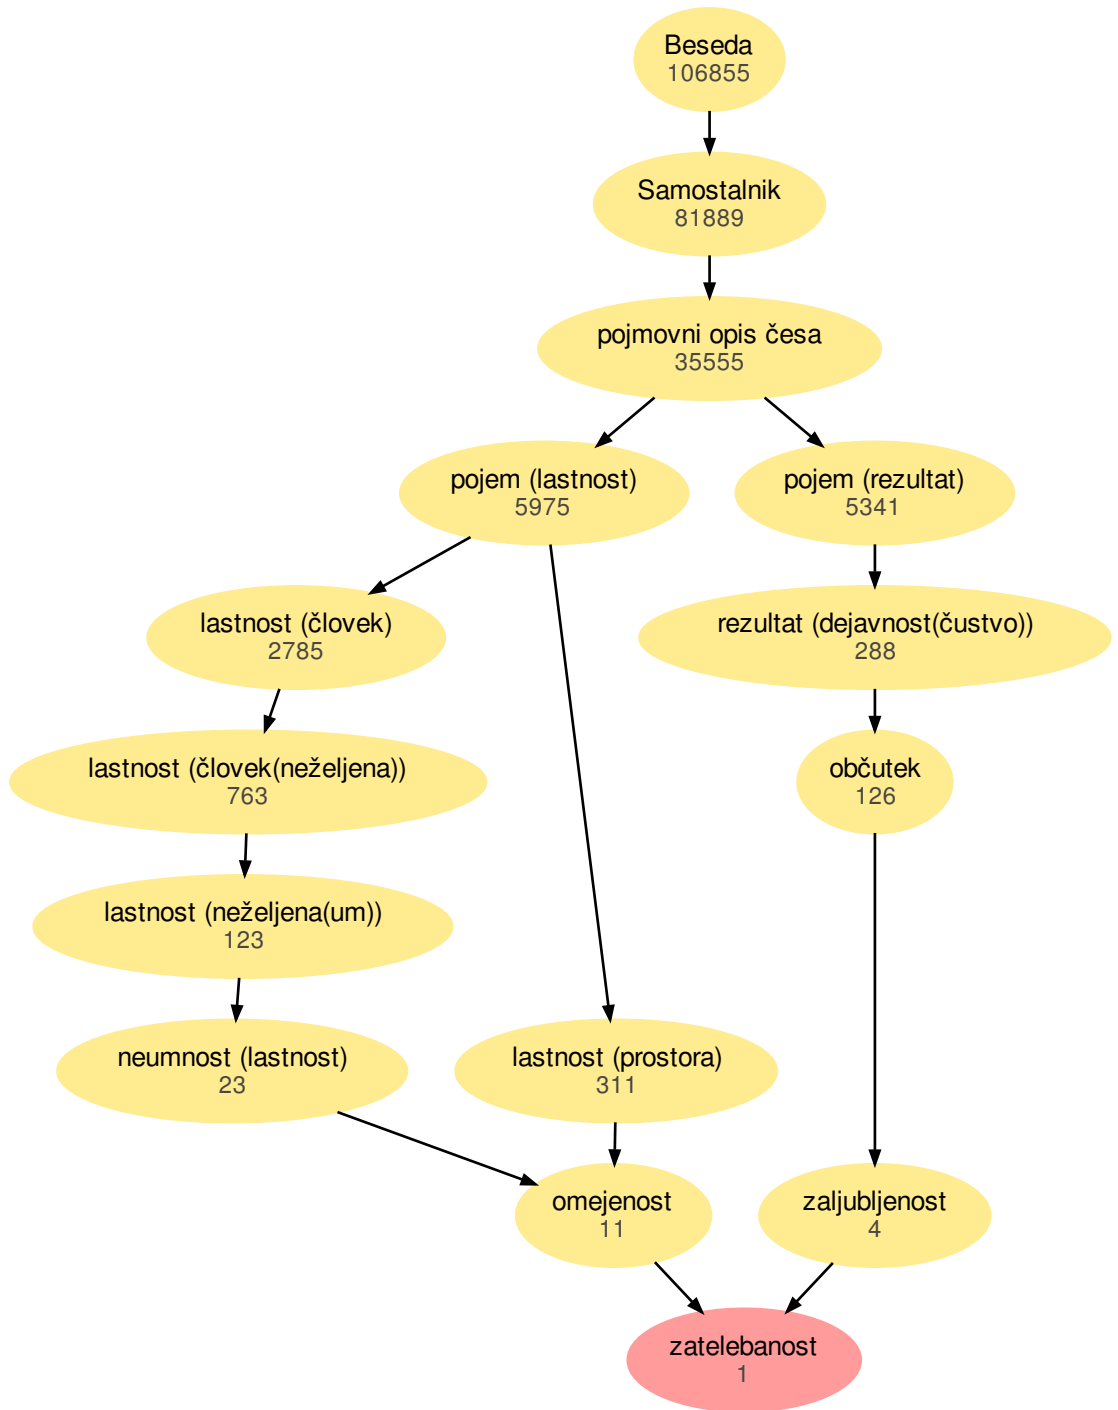 Beseda
106855
Samostalnik
81889
pojmovni opis česa
35555
pojem (lastnost)
5975
pojem (rezultat)
5341
lastnost (človek)
2785
rezultat (dejavnost(čustvo))
288
lastnost (človek(neželjena))
763
občutek
126
lastnost (neželjena(um))
123
neumnost (lastnost)
23
lastnost (prostora)
311
omejenost
11
zaljubljenost
4
zatelebanost
1